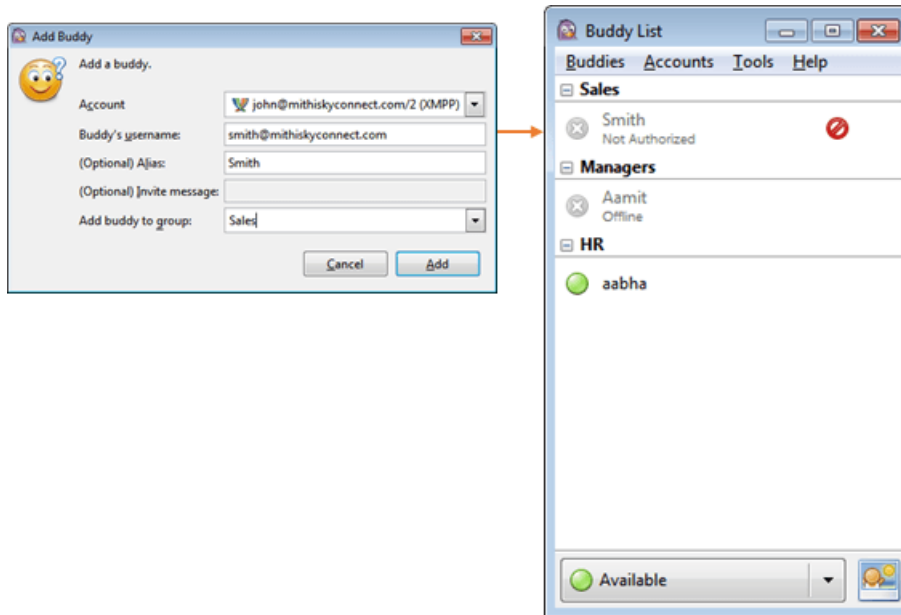 Add Buddy
Add a buddy.
Account john@mithiskyconnect.com/2 (XMPP)
Buddy's username: smith@mithiskyconnect.com
(Optional) Alias: Smith
(Optional) Invite message:
Add buddy to group: Sales
Cancel Add
Buddy List
Buddies Accounts Tools Help
Sales
Smith
Not Authorized
Managers
Aamit
Offline
HR
aabha
Available